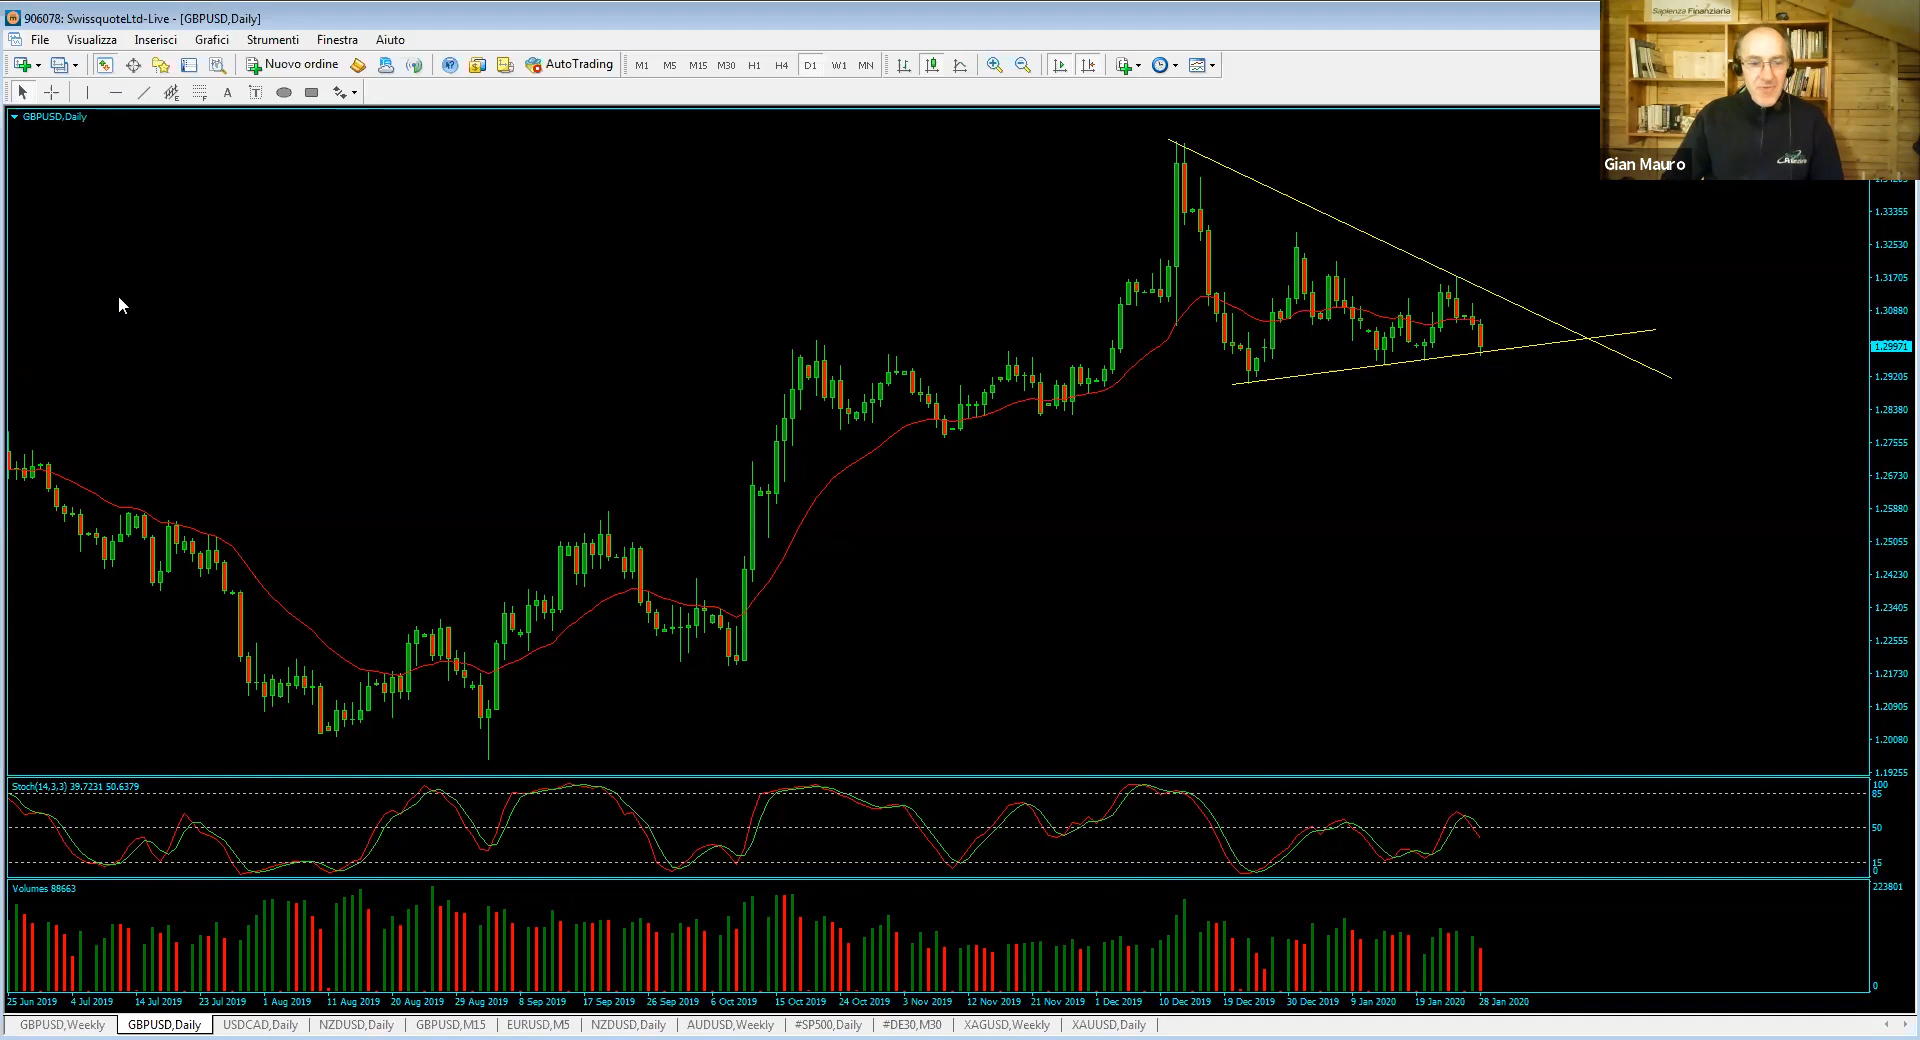 906078: SwissquoteLtd-Live - [GBPUSD,Daily]
File Visualizza Inserisci Grafici Strumenti Finestra Aiuto
Nuovo ordine AutoTrading M1 M5 M15 M30 H1 H4 D1 W1 MN
A T
GBPUSD,Daily
Sapienza Finanziaria
Gian Mauro
1.33355
1.32530
1.31705
1.30880
1.29971
1.29205
1.28380
1.27555
1.26730
1.25880
1.25055
1.24230
1.23405
1.22555
1.21730
1.20905
1.20080
1.19255
Stoch(14,3,3) 39.7231 50.6379
100
85
50
15
0
Volumes 88663
223801
0
25 Jun 2019 4 Jul 2019 14 Jul 2019 23 Jul 2019 1 Aug 2019 11 Aug 2019 20 Aug 2019 29 Aug 2019 8 Sep 2019 17 Sep 2019 26 Sep 2019 6 Oct 2019 15 Oct 2019 24 Oct 2019 3 Nov 2019 12 Nov 2019 21 Nov 2019 1 Dec 2019 10 Dec 2019 19 Dec 2019 30 Dec 2019 9 Jan 2020 19 Jan 2020 28 Jan 2020
GBPUSD,Weekly GBPUSD,Daily USDCAD,Daily NZDUSD,Daily GBPUSD,M15 EURUSD,M5 NZDUSD,Daily AUDUSD,Weekly #SP500,Daily #DE30,M30 XAGUSD,Weekly XAUUSD,Daily